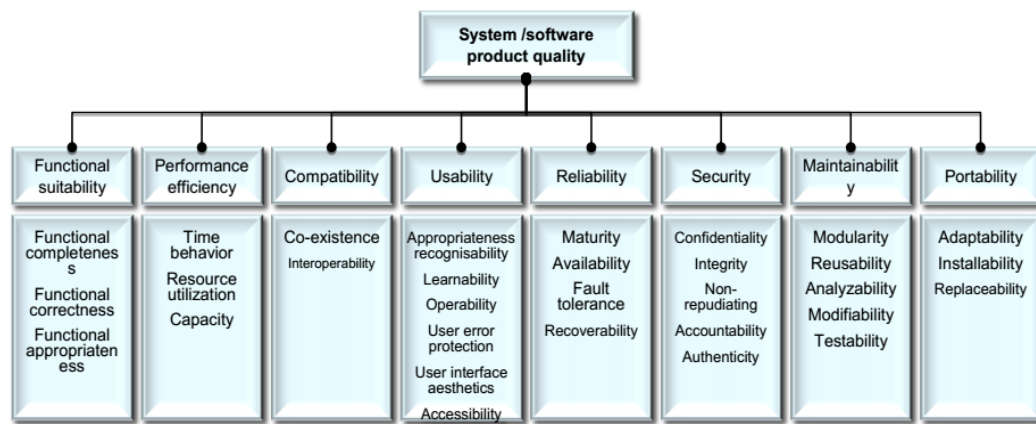 System /software
product quality
Functional
suitability
Performance
efficiency
Compatibility
Usability
Reliability
Security
Maintainabilit
y
Portability
Functional
completenes
s
Functional
correctness
Functional
appropriaten
ess
Time
behavior
Resource
utilization
Capacity
Co-existence
Interoperability
Appropriateness
recognisability
Learnability
Operability
User error
protection
User interface
aesthetics
Accessibility
Maturity
Availability
Fault
tolerance
Recoverability
Confidentiality
Integrity
Non-
repudiating
Accountability
Authenticity
Modularity
Reusability
Analyzability
Modifiability
Testability
Adaptability
Installability
Replaceability